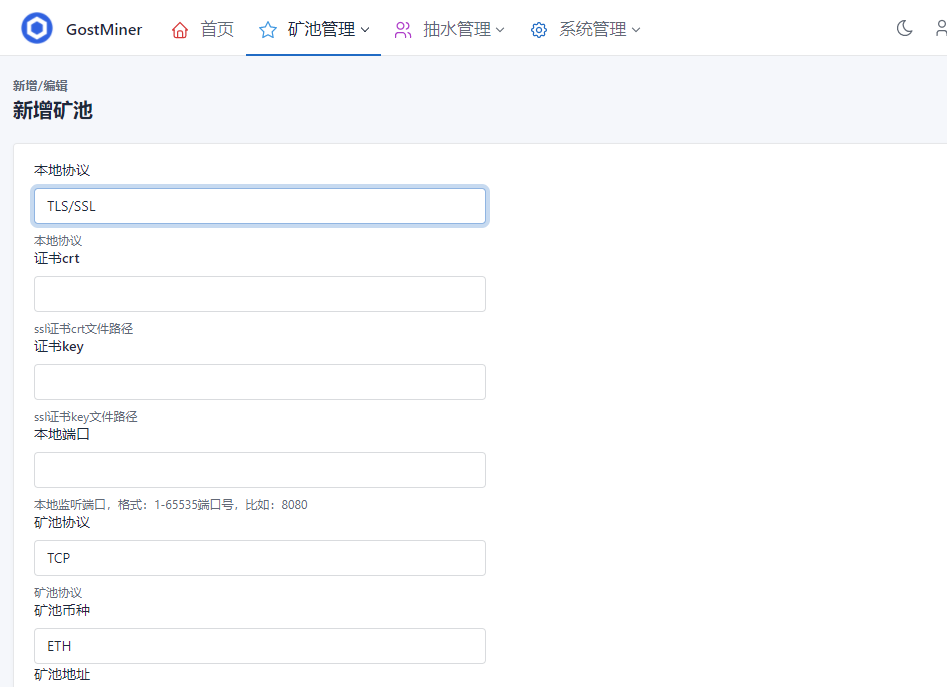 GostMiner 首页 矿池管理 抽水管理 系统管理
新增/编辑
新增矿池
本地协议
TLS/SSL
本地协议
证书crt
ssl证书crt文件路径
证书key
ssl证书key文件路径
本地端口
本地监听端口，格式：1-65535端口号，比如：8080
矿池协议
TCP
矿池协议
矿池币种
ETH
矿池地址